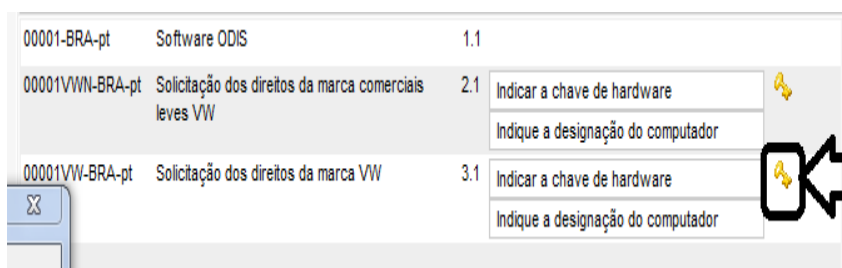 00001-BRA-pt Software ODIS 1.1
00001VWN-BRA-pt Solicitação dos direitos da marca comerciais 2.1 Indicar a chave de hardware
leves VW
Indique a designação do computador
00001VW-BRA-pt Solicitação dos direitos da marca VW 3.1 Indicar a chave de hardware
Indique a designação do computador